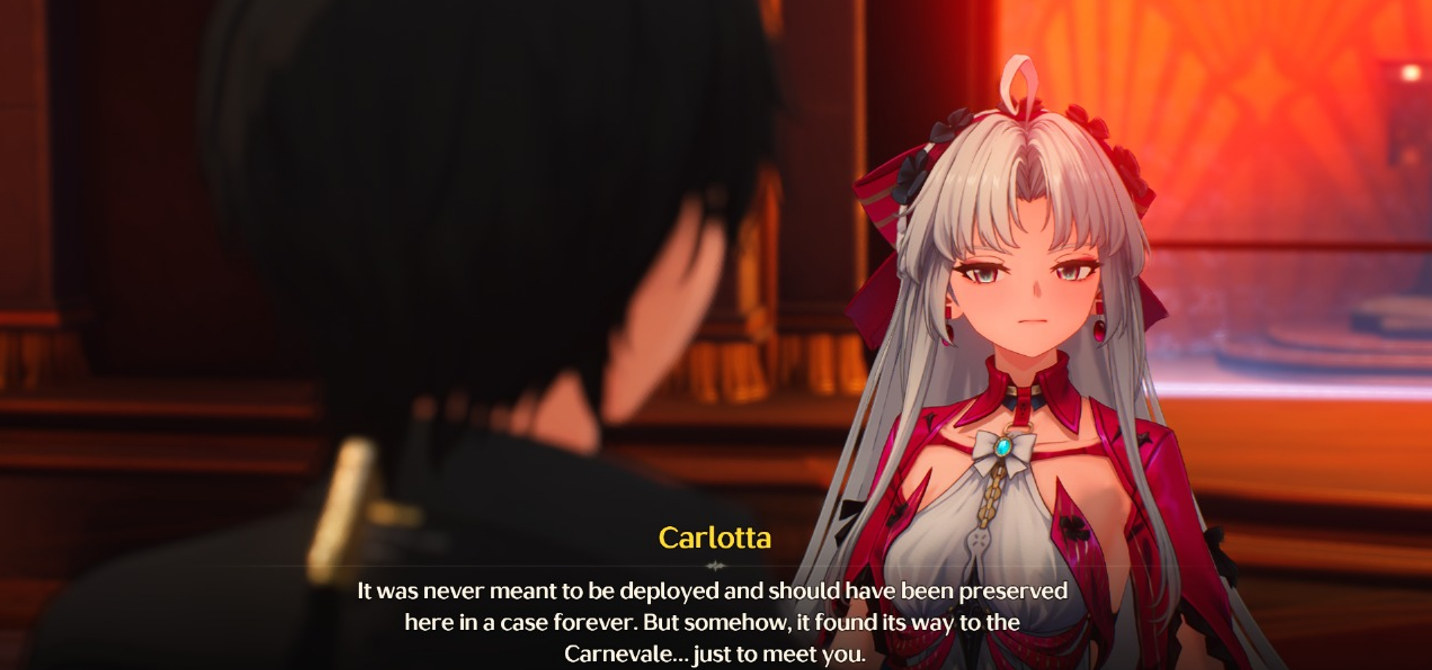 Carlotta
It was never meant to be deployed and should have been preserved
here in a case forever. But somehow, it found its way to the
Carnevale... just to meet you.